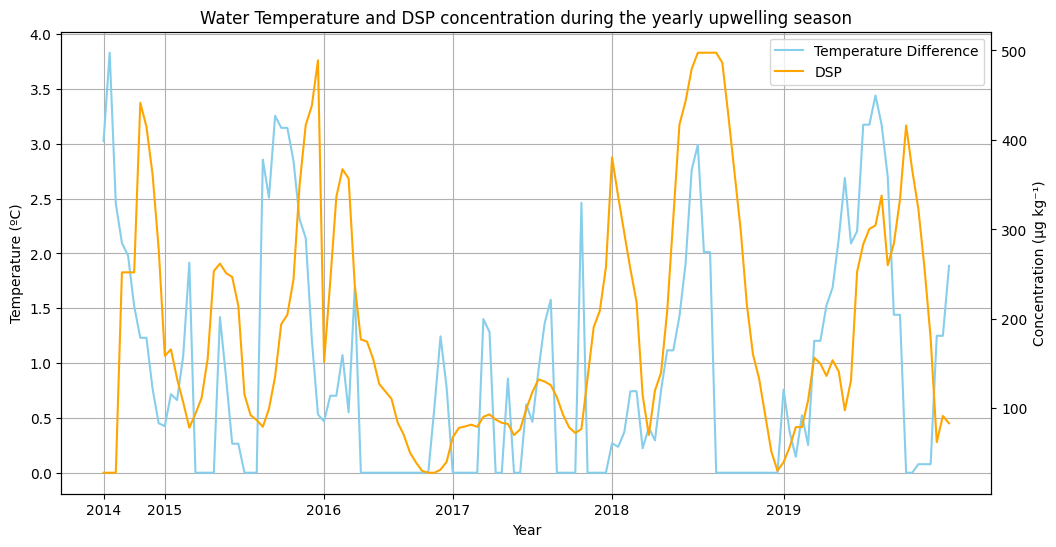 Water Temperature and DSP concentration during the yearly upwelling season
Temperature Difference
DSP
4.0
3.5
3.0
2.5
2.0
1.5
1.0
0.5
0.0
Temperature (ºC)
500
400
300
200
100
Concentration (µg kg⁻¹)
2014 2015 2016 2017 2018 2019
Year